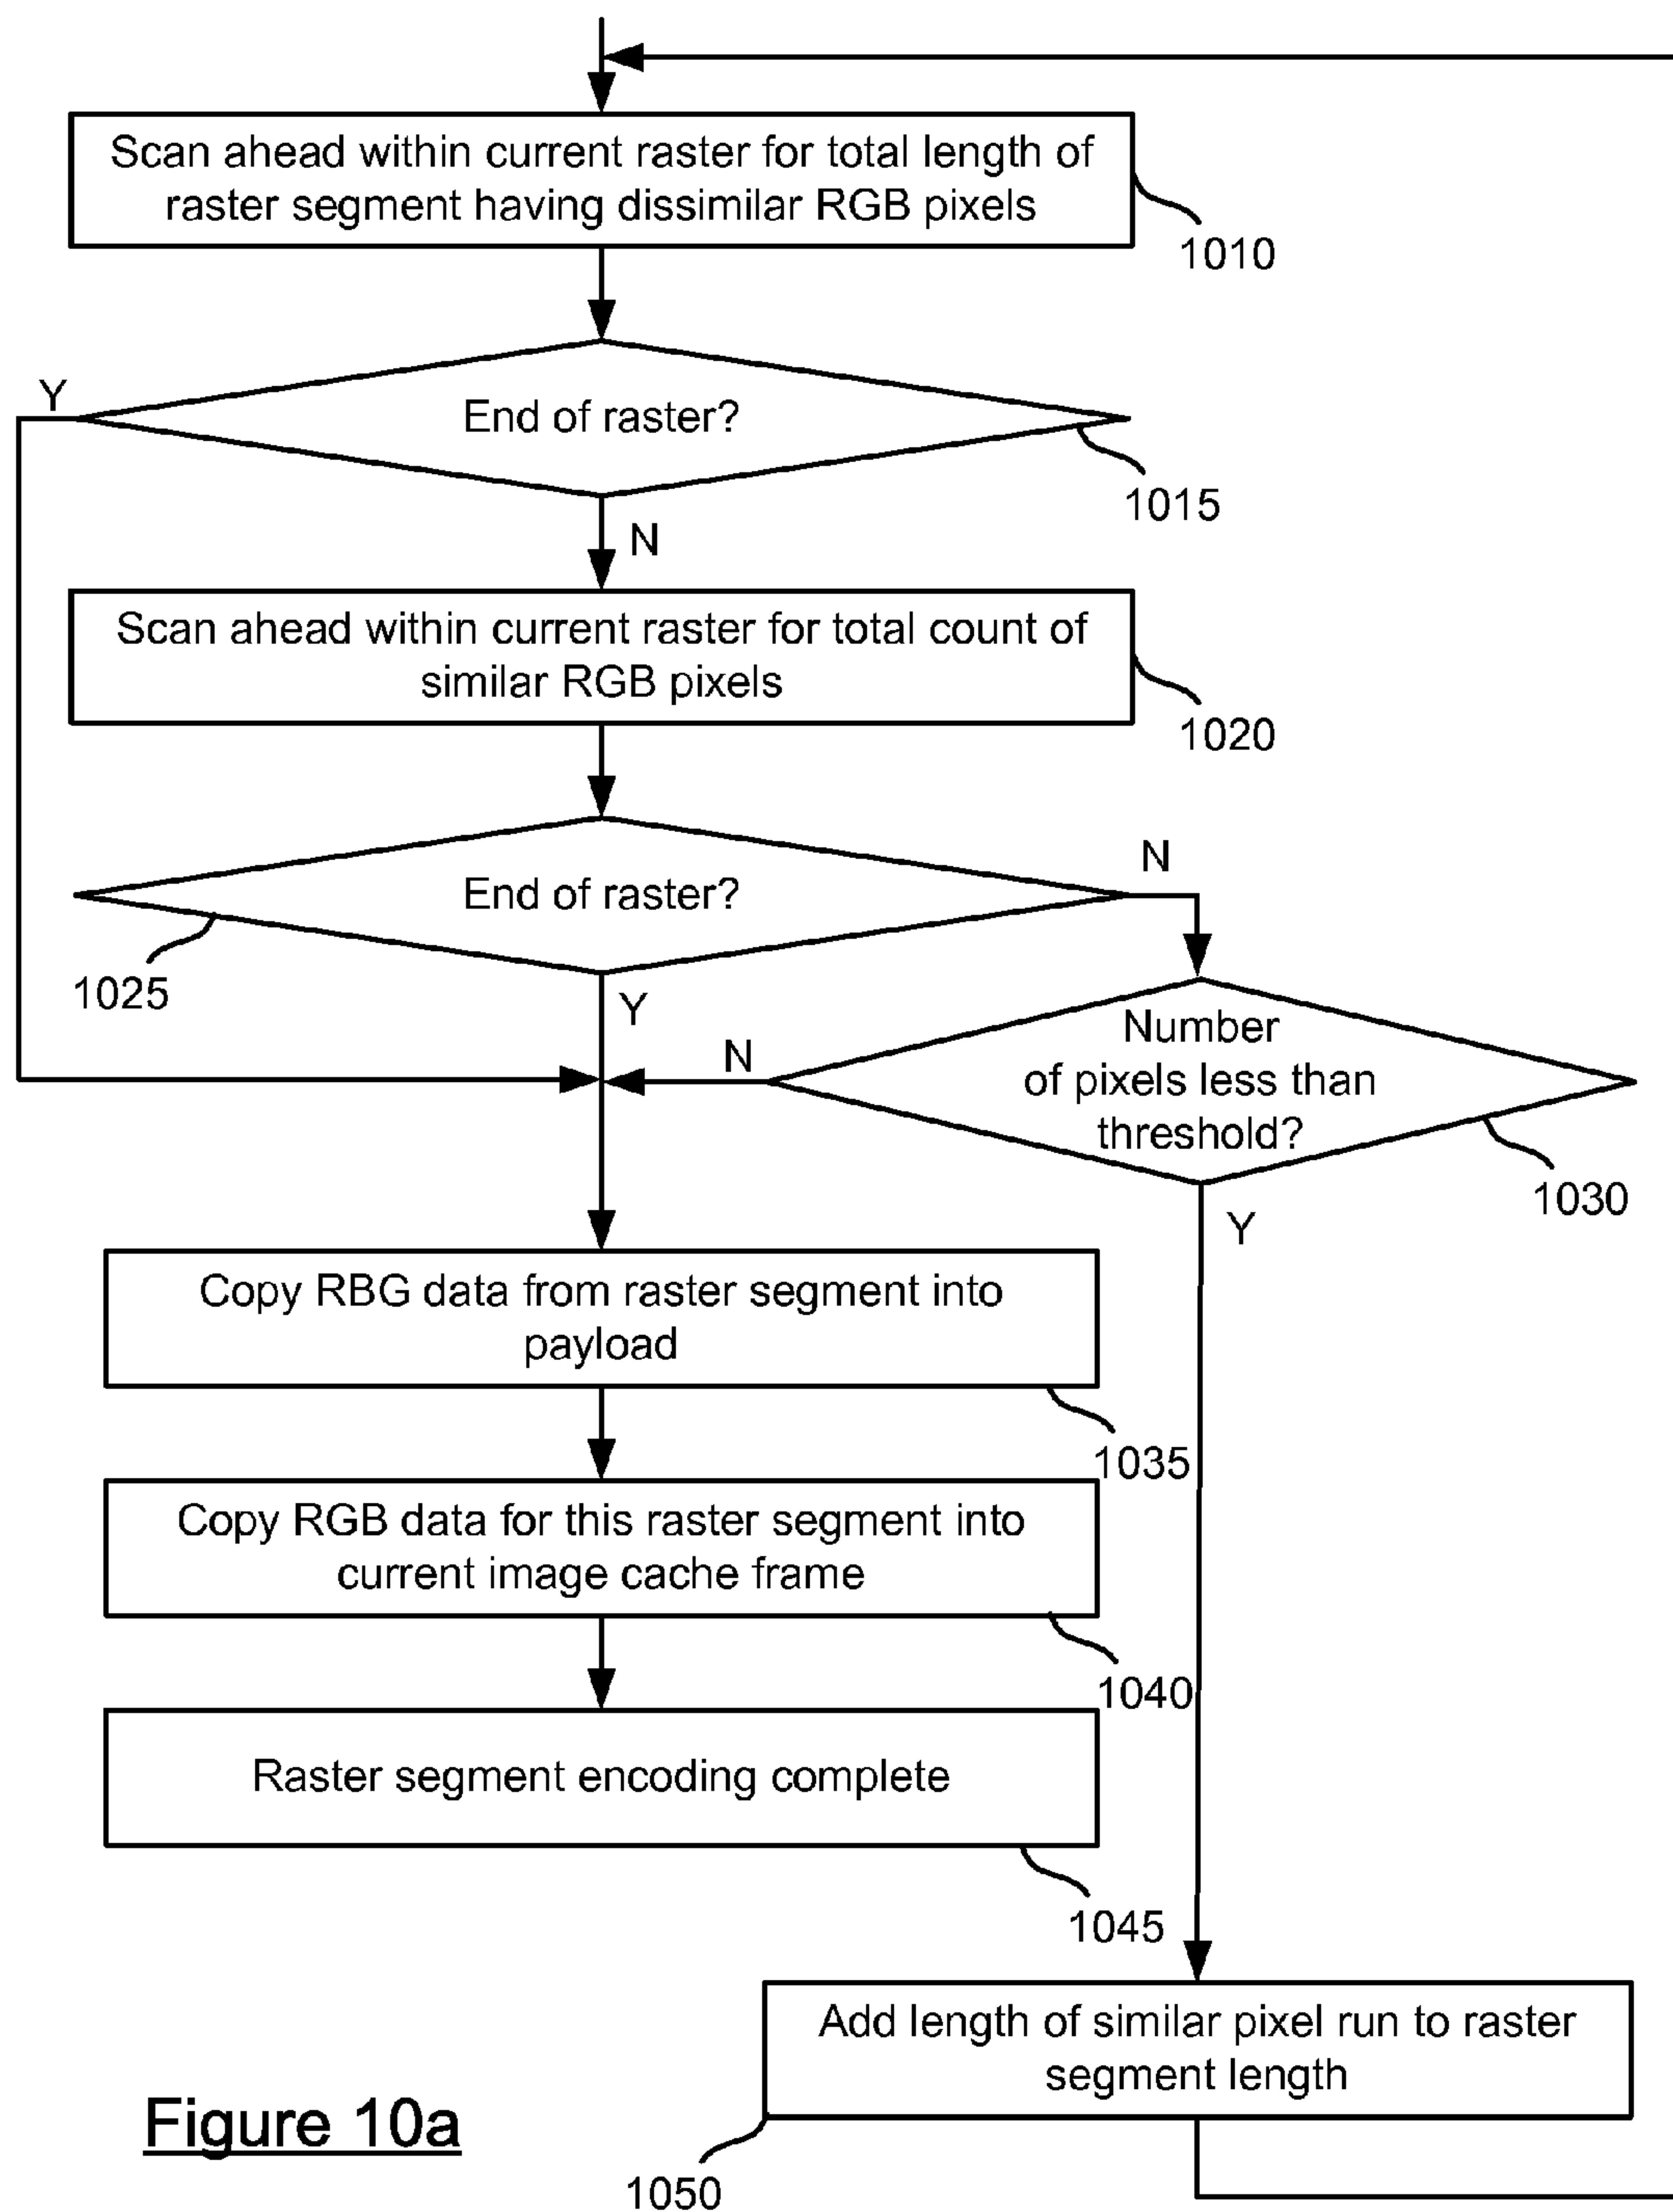 Scan ahead within current raster for total length of
raster segment having dissimilar RGB pixels
1010
Y
End of raster?
1015
N
Scan ahead within current raster for total count of
similar RGB pixels
1020
N
End of raster?
1025
Y
N
Number
of pixels less than
threshold?
1030
Y
Copy RBG data from raster segment into
payload
1035
Copy RGB data for this raster segment into
current image cache frame
1040
Raster segment encoding complete
1045
Add length of similar pixel run to raster
segment length
1050
Figure 10a